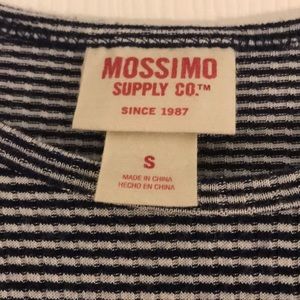 MOSSIMO
SUPPLY CO.™
SINCE 1987
S
MADE IN CHINA
HECHO EN CHINA